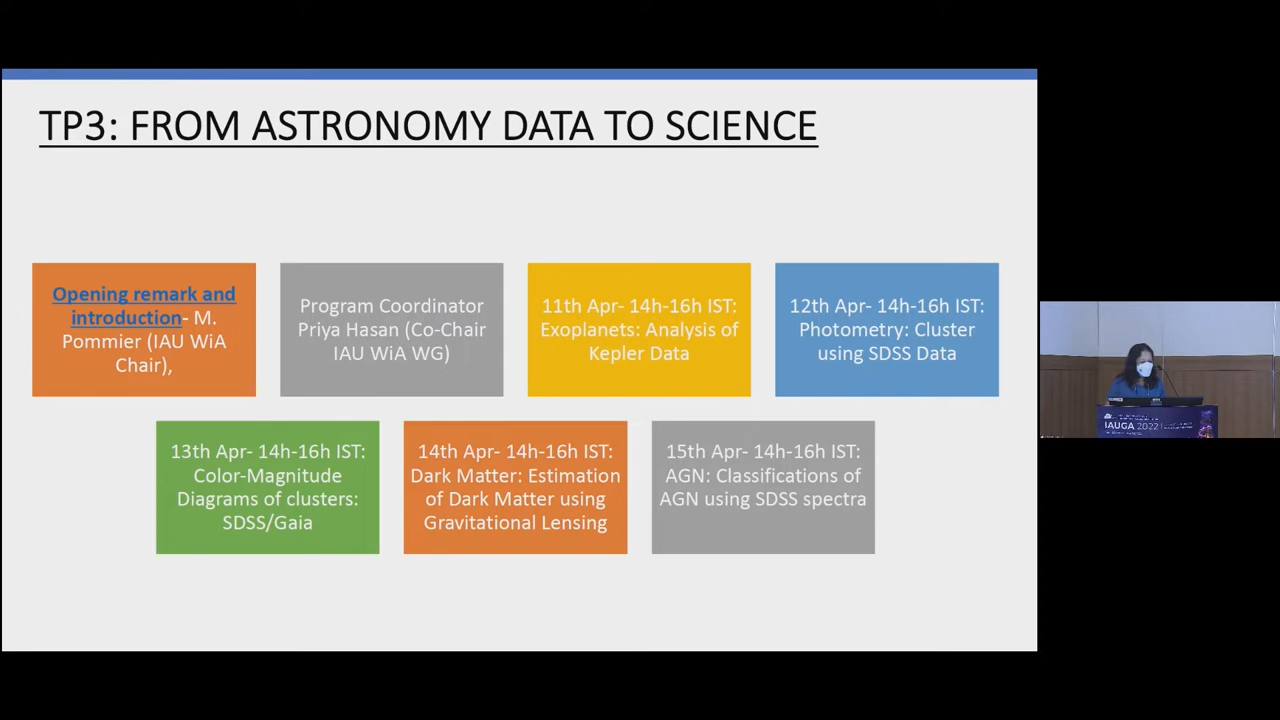 TP3: FROM ASTRONOMY DATA TO SCIENCE
Opening remark and
introduction- M.
Pommier (IAU WiA
Chair),
Program Coordinator
Priya Hasan (Co-Chair
IAU WiA WG)
11th Apr- 14h-16h IST:
Exoplanets: Analysis of
Kepler Data
12th Apr- 14h-16h IST:
Photometry: Cluster
using SDSS Data
13th Apr- 14h-16h IST:
Color-Magnitude
Diagrams of clusters:
SDSS/Gaia
14th Apr- 14h-16h IST:
Dark Matter: Estimation
of Dark Matter using
Gravitational Lensing
15th Apr- 14h-16h IST:
AGN: Classifications of
AGN using SDSS spectra
IAUGA 2022